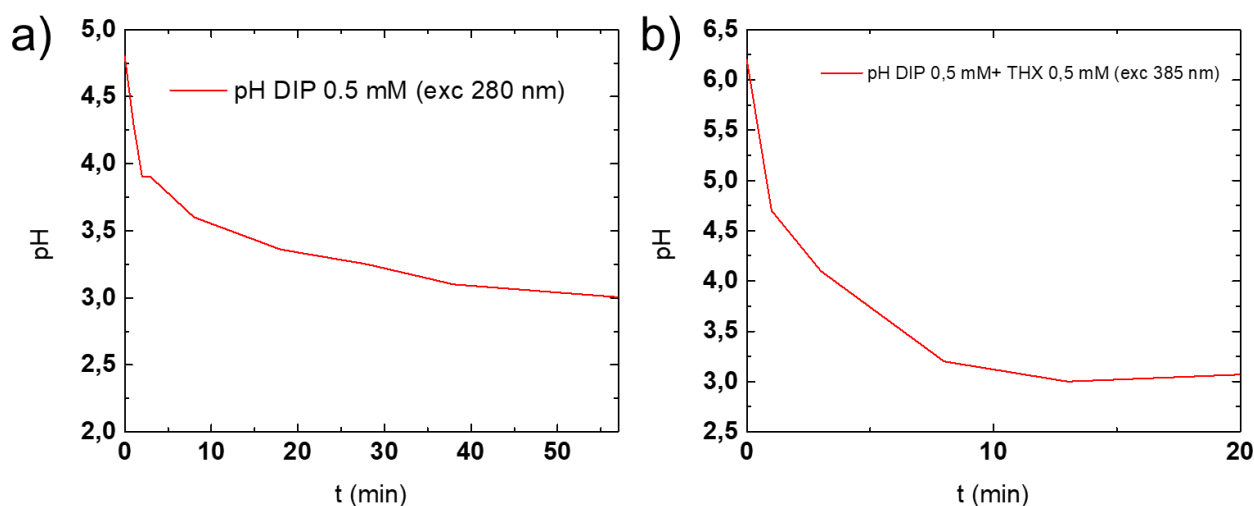 a)
pH DIP 0.5 mM (exc 280 nm)
5,0
4,5
4,0
3,5
3,0
2,5
2,0
pH
0 10 20 30 40 50
t (min)
b)
pH DIP 0,5 mM+ THX 0,5 mM (exc 385 nm)
6,5
6,0
5,5
5,0
4,5
4,0
3,5
3,0
2,5
pH
0 10 20
t (min)